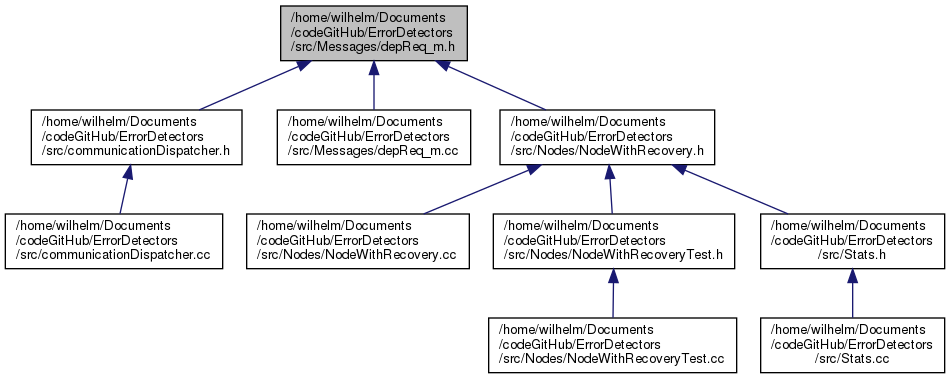 /home/wilhelm/Documents
/codeGitHub/ErrorDetectors
/src/Messages/depReq_m.h
/home/wilhelm/Documents
/codeGitHub/ErrorDetectors
/src/communicationDispatcher.h
/home/wilhelm/Documents
/codeGitHub/ErrorDetectors
/src/Messages/depReq_m.cc
/home/wilhelm/Documents
/codeGitHub/ErrorDetectors
/src/Nodes/NodeWithRecovery.h
/home/wilhelm/Documents
/codeGitHub/ErrorDetectors
/src/communicationDispatcher.cc
/home/wilhelm/Documents
/codeGitHub/ErrorDetectors
/src/Nodes/NodeWithRecovery.cc
/home/wilhelm/Documents
/codeGitHub/ErrorDetectors
/src/Nodes/NodeWithRecoveryTest.h
/home/wilhelm/Documents
/codeGitHub/ErrorDetectors
/src/Stats.h
/home/wilhelm/Documents
/codeGitHub/ErrorDetectors
/src/Nodes/NodeWithRecoveryTest.cc
/home/wilhelm/Documents
/codeGitHub/ErrorDetectors
/src/Stats.cc